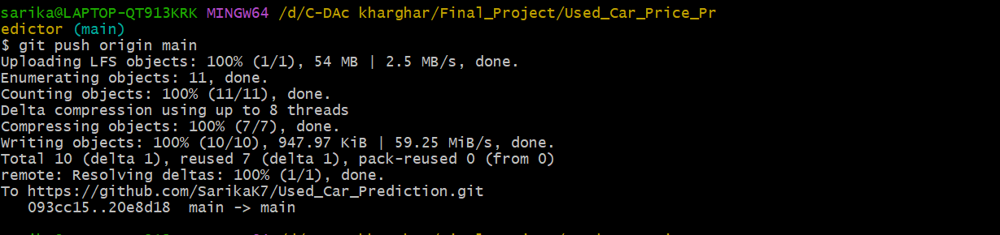 sarika@LAPTOP-QT913KRK MINGW64 /d/C-DAc kharghar/Final_Project/Used_Car_Price_Pr
edictor (main)
$ git push origin main
Uploading LFS objects: 100% (1/1), 54 MB | 2.5 MB/s, done.
Enumerating objects: 11, done.
Counting objects: 100% (11/11), done.
Delta compression using up to 8 threads
Compressing objects: 100% (7/7), done.
Writing objects: 100% (10/10), 947.97 KiB | 59.25 MiB/s, done.
Total 10 (delta 1), reused 7 (delta 1), pack-reused 0 (from 0)
remote: Resolving deltas: 100% (1/1), done.
To https://github.com/SarikaK7/Used_Car_Prediction.git
   093cc15..20e8d18  main -> main